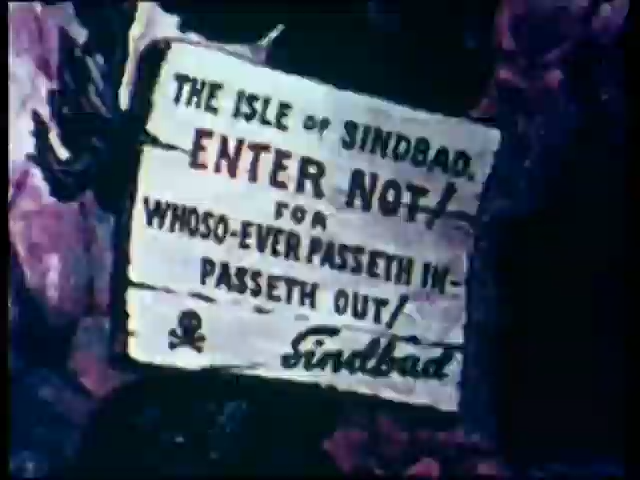 THE ISLE OF SINDBAD.
ENTER NOT!
FOR
WHOSO-EVER PASSETH IN-
PASSETH OUT!
Sindbad